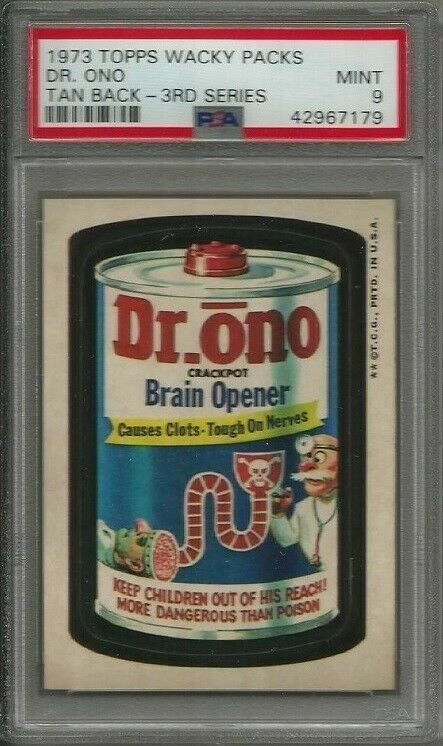 1973 TOPPS WACKY PACKS
DR. ONO MINT
TAN BACK - 3RD SERIES 9
PSA 42967179
** ©T.C.G., PRTD. IN U.S.A.
Dr. ōno
CRACKPOT
Brain Opener
Causes Clots · Tough On Nerves
KEEP CHILDREN OUT OF HIS REACH!
MORE DANGEROUS THAN POISON